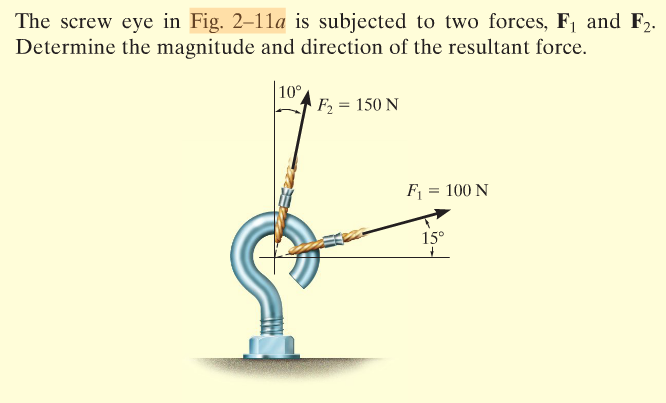 The screw eye in Fig. 2–11a is subjected to two forces, F₁ and F₂.
Determine the magnitude and direction of the resultant force.
10°
F₂ = 150 N
F₁ = 100 N
15°